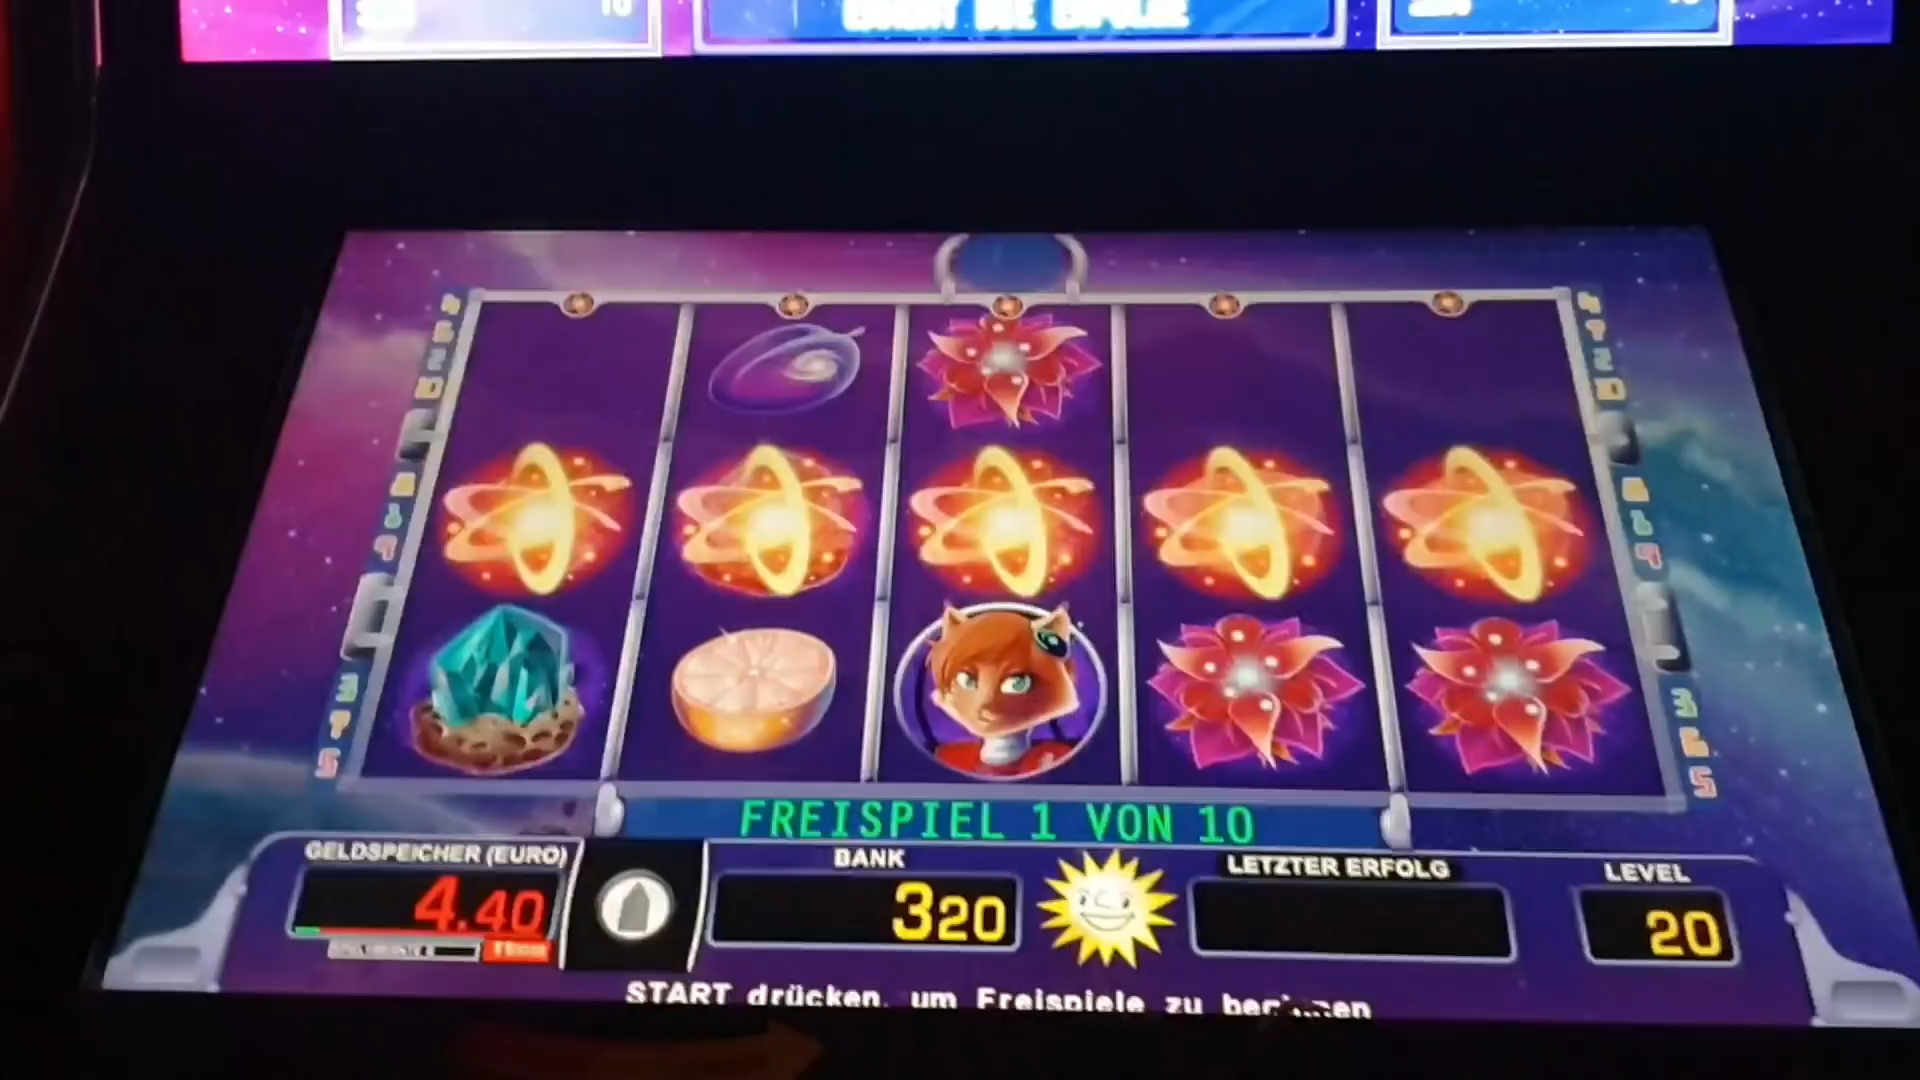 10
FREISPIEL 1 VON 10
GELDSPEICHER (EURO)
4.40
BANK
320
LETZTER ERFOLG
LEVEL
20
START drücken, um Freispiele zu beginnen